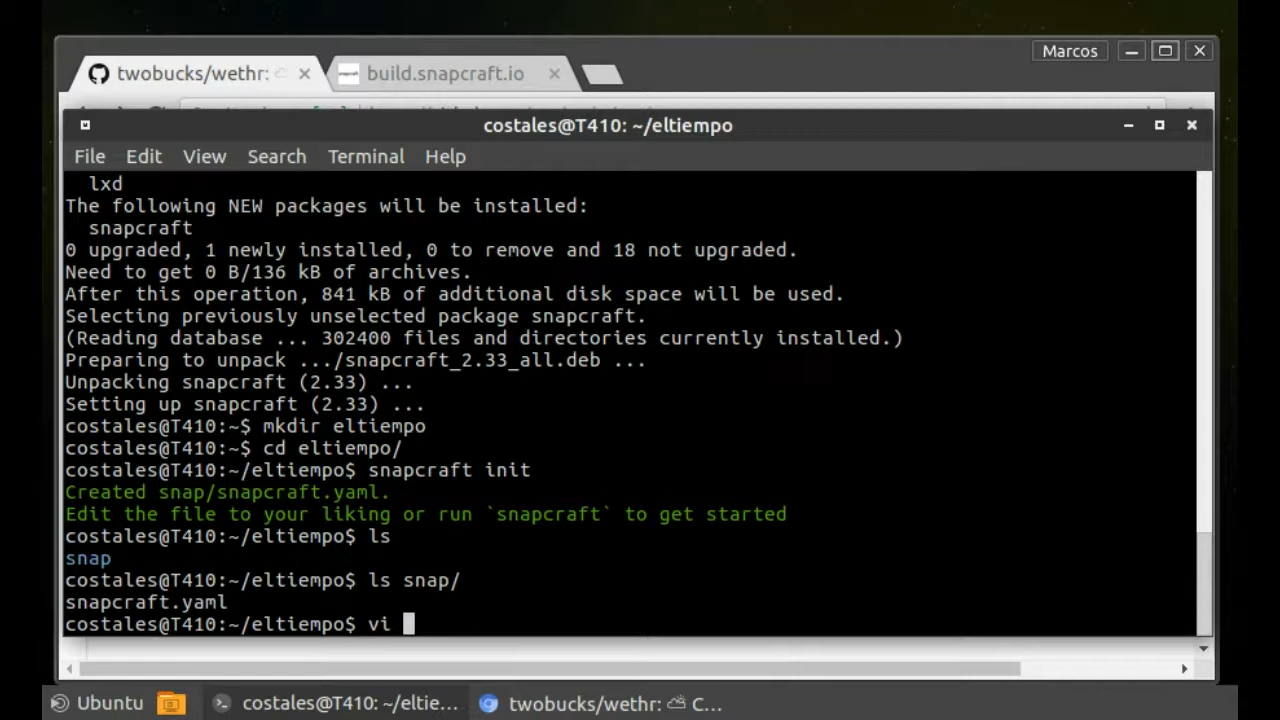 Marcos
twobucks/wethr:
build.snapcraft.io
costales@T410: ~/eltiempo
File Edit View Search Terminal Help
lxd
The following NEW packages will be installed:
snapcraft
0 upgraded, 1 newly installed, 0 to remove and 18 not upgraded.
Need to get 0 B/136 kB of archives.
After this operation, 841 kB of additional disk space will be used.
Selecting previously unselected package snapcraft.
(Reading database ... 302400 files and directories currently installed.)
Preparing to unpack .../snapcraft_2.33_all.deb ...
Unpacking snapcraft (2.33) ...
Setting up snapcraft (2.33) ...
costales@T410:~$ mkdir eltiempo
costales@T410:~$ cd eltiempo/
costales@T410:~/eltiempo$ snapcraft init
Created snap/snapcraft.yaml.
Edit the file to your liking or run `snapcraft` to get started
costales@T410:~/eltiempo$ ls
snap
costales@T410:~/eltiempo$ ls snap/
snapcraft.yaml
costales@T410:~/eltiempo$ vi
Ubuntu
costales@T410: ~/eltie...
twobucks/wethr: ⛅ C...